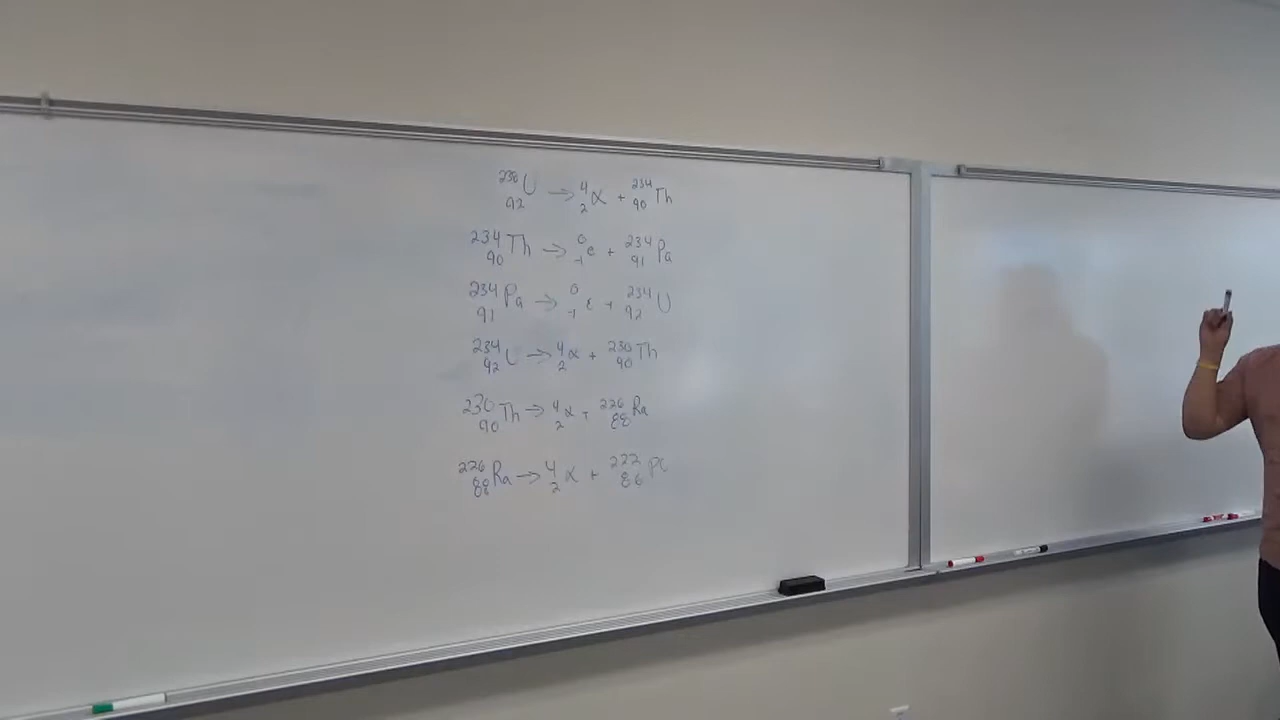 ²³⁸₉₂U → ⁴₂α + ²³⁴₉₀Th
²³⁴₉₀Th → ⁰₋₁e + ²³⁴₉₁Pa
²³⁴₉₁Pa → ⁰₋₁e + ²³⁴₉₂U
²³⁴₉₂U → ⁴₂α + ²³⁰₉₀Th
²³⁰₉₀Th → ⁴₂α + ²²⁶₈₈Ra
²²⁶₈₈Ra → ⁴₂α + ²²²₈₆